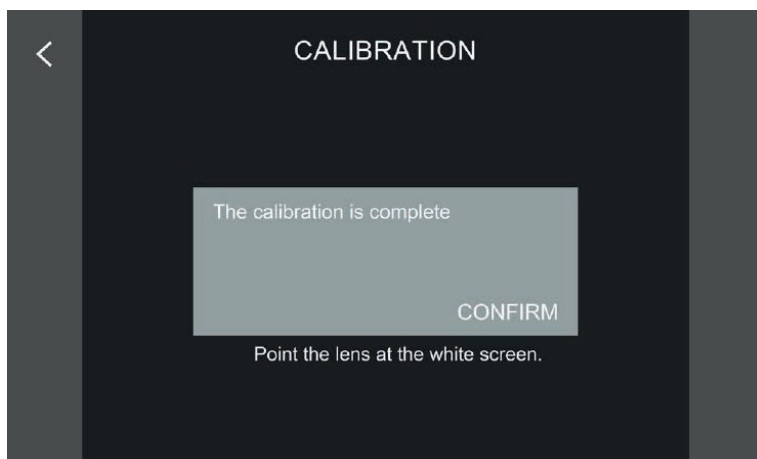 CALIBRATION
The calibration is complete
CONFIRM
Point the lens at the white screen.